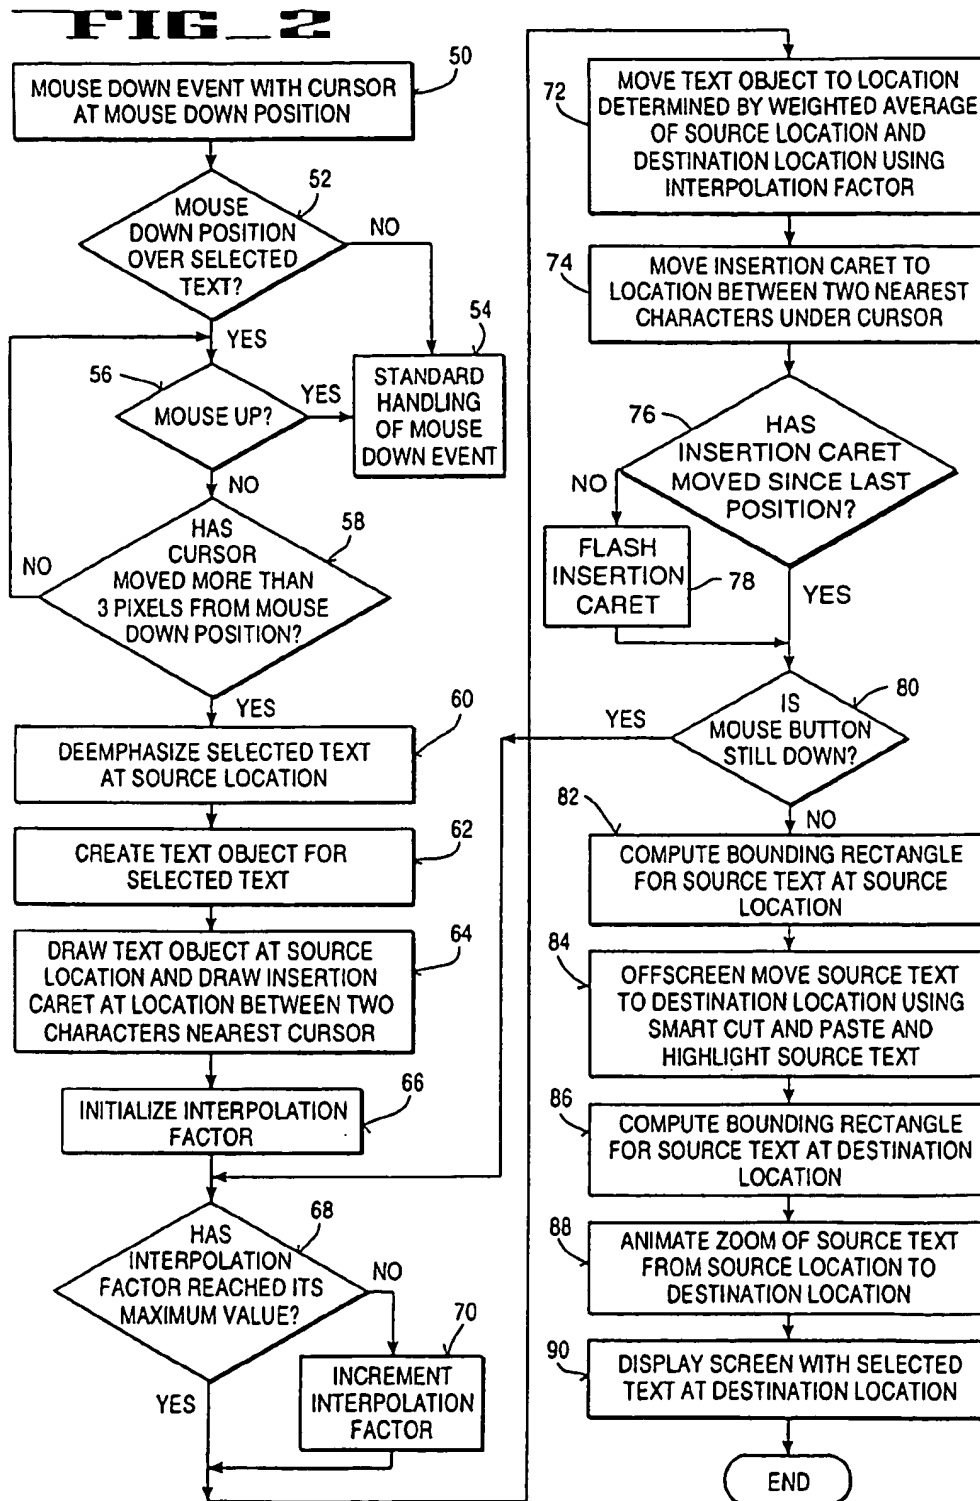 FIG_2
50
MOUSE DOWN EVENT WITH CURSOR
AT MOUSE DOWN POSITION
52
MOUSE
DOWN POSITION
OVER SELECTED
TEXT?
NO
YES
54
STANDARD
HANDLING
OF MOUSE
DOWN EVENT
56
MOUSE UP?
YES
NO
58
HAS
CURSOR
MOVED MORE THAN
3 PIXELS FROM MOUSE
DOWN POSITION?
NO
YES
60
DEEMPHASIZE SELECTED TEXT
AT SOURCE LOCATION
62
CREATE TEXT OBJECT FOR
SELECTED TEXT
64
DRAW TEXT OBJECT AT SOURCE
LOCATION AND DRAW INSERTION
CARET AT LOCATION BETWEEN TWO
CHARACTERS NEAREST CURSOR
66
INITIALIZE INTERPOLATION
FACTOR
68
HAS
INTERPOLATION
FACTOR REACHED ITS
MAXIMUM VALUE?
NO
YES
70
INCREMENT
INTERPOLATION
FACTOR
72
MOVE TEXT OBJECT TO LOCATION
DETERMINED BY WEIGHTED AVERAGE
OF SOURCE LOCATION AND
DESTINATION LOCATION USING
INTERPOLATION FACTOR
74
MOVE INSERTION CARET TO
LOCATION BETWEEN TWO NEAREST
CHARACTERS UNDER CURSOR
76
HAS
INSERTION CARET
MOVED SINCE LAST
POSITION?
NO
YES
FLASH
INSERTION
CARET
78
80
IS
MOUSE BUTTON
STILL DOWN?
YES
NO
82
COMPUTE BOUNDING RECTANGLE
FOR SOURCE TEXT AT SOURCE
LOCATION
84
OFFSCREEN MOVE SOURCE TEXT
TO DESTINATION LOCATION USING
SMART CUT AND PASTE AND
HIGHLIGHT SOURCE TEXT
86
COMPUTE BOUNDING RECTANGLE
FOR SOURCE TEXT AT DESTINATION
LOCATION
88
ANIMATE ZOOM OF SOURCE TEXT
FROM SOURCE LOCATION TO
DESTINATION LOCATION
90
DISPLAY SCREEN WITH SELECTED
TEXT AT DESTINATION LOCATION
END